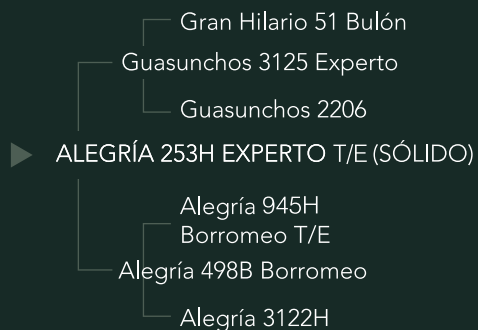 Gran Hilario 51 Bulón
Guasunchos 3125 Experto
Guasunchos 2206
ALEGRÍA 253H EXPERTO T/E (SÓLIDO)
Alegría 945H
Borromeo T/E
Alegría 498B Borromeo
Alegría 3122H